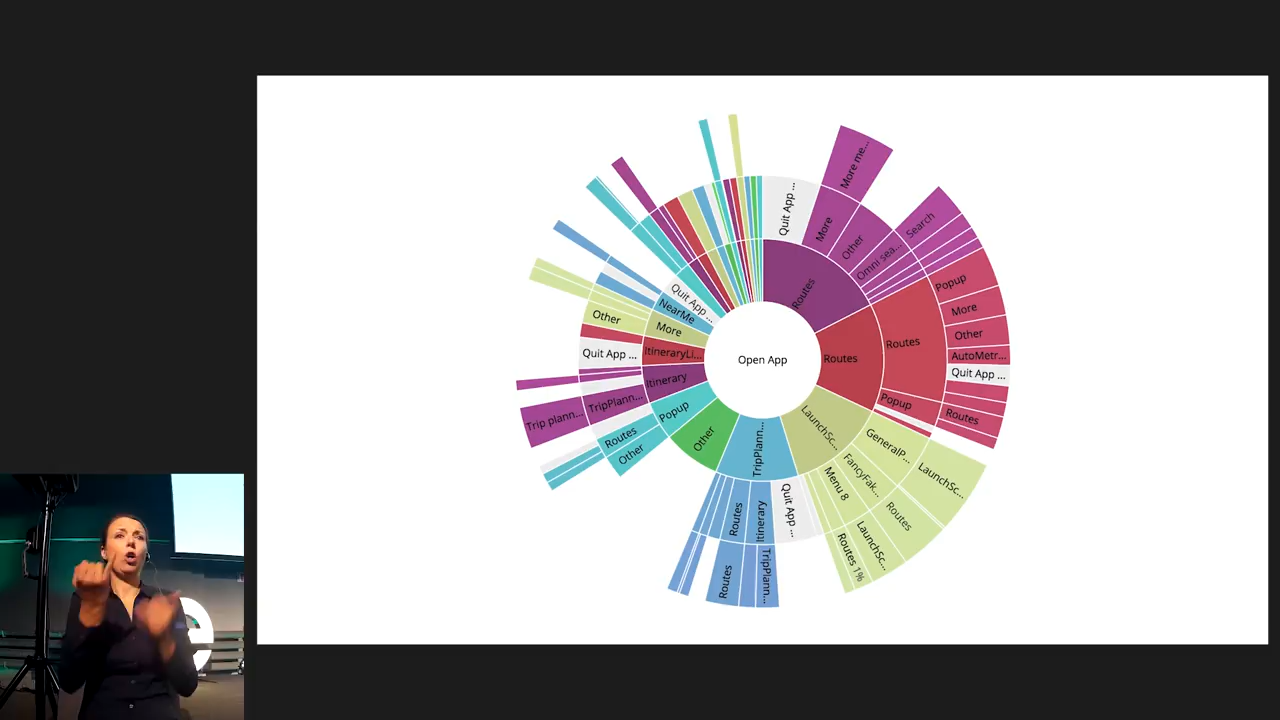 Open App
Routes
Quit App ...
More
More me...
Other
Omni sea...
Search
Routes
Routes
Popup
More
Other
AutoMetr...
Quit App ...
Routes
Popup
LaunchSc...
GeneralP...
LaunchSc...
FancyFak...
Routes
Menu 8
LaunchSc...
Routes 1%
TripPlann...
Quit App ...
Itinerary
TripPlann...
Routes
Routes
Other
Popup
Other
Routes
Itinerary
TripPlann...
Trip plann...
ItineraryLi...
Quit App ...
More
Other
NearMe
Quit App ...
e